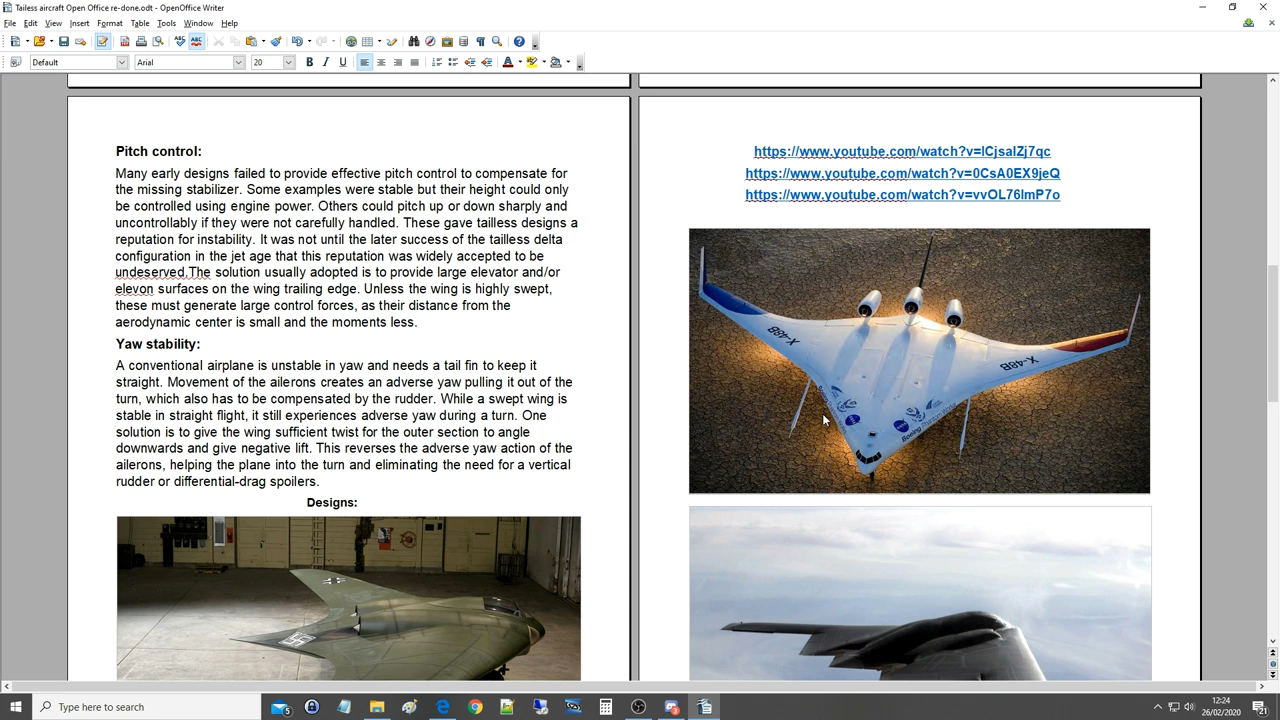 Tailess aircraft Open Office re-done.odt - OpenOffice Writer
File Edit View Insert Format Table Tools Window Help
Default Arial 20
Pitch control:
Many early designs failed to provide effective pitch control to compensate for
the missing stabilizer. Some examples were stable but their height could only
be controlled using engine power. Others could pitch up or down sharply and
uncontrollably if they were not carefully handled. These gave tailless designs a
reputation for instability. It was not until the later success of the tailless delta
configuration in the jet age that this reputation was widely accepted to be
undeserved.The solution usually adopted is to provide large elevator and/or
elevon surfaces on the wing trailing edge. Unless the wing is highly swept,
these must generate large control forces, as their distance from the
aerodynamic center is small and the moments less.
Yaw stability:
A conventional airplane is unstable in yaw and needs a tail fin to keep it
straight. Movement of the ailerons creates an adverse yaw pulling it out of the
turn, which also has to be compensated by the rudder. While a swept wing is
stable in straight flight, it still experiences adverse yaw during a turn. One
solution is to give the wing sufficient twist for the outer section to angle
downwards and give negative lift. This reverses the adverse yaw action of the
ailerons, helping the plane into the turn and eliminating the need for a vertical
rudder or differential-drag spoilers.
Designs:
https://www.youtube.com/watch?v=lCjsalZj7qc
https://www.youtube.com/watch?v=0CsA0EX9jeQ
https://www.youtube.com/watch?v=vvOL76lmP7o
X-48B
X-48B
NASA
Boeing
Type here to search
5
3
12:24
26/02/2020
21